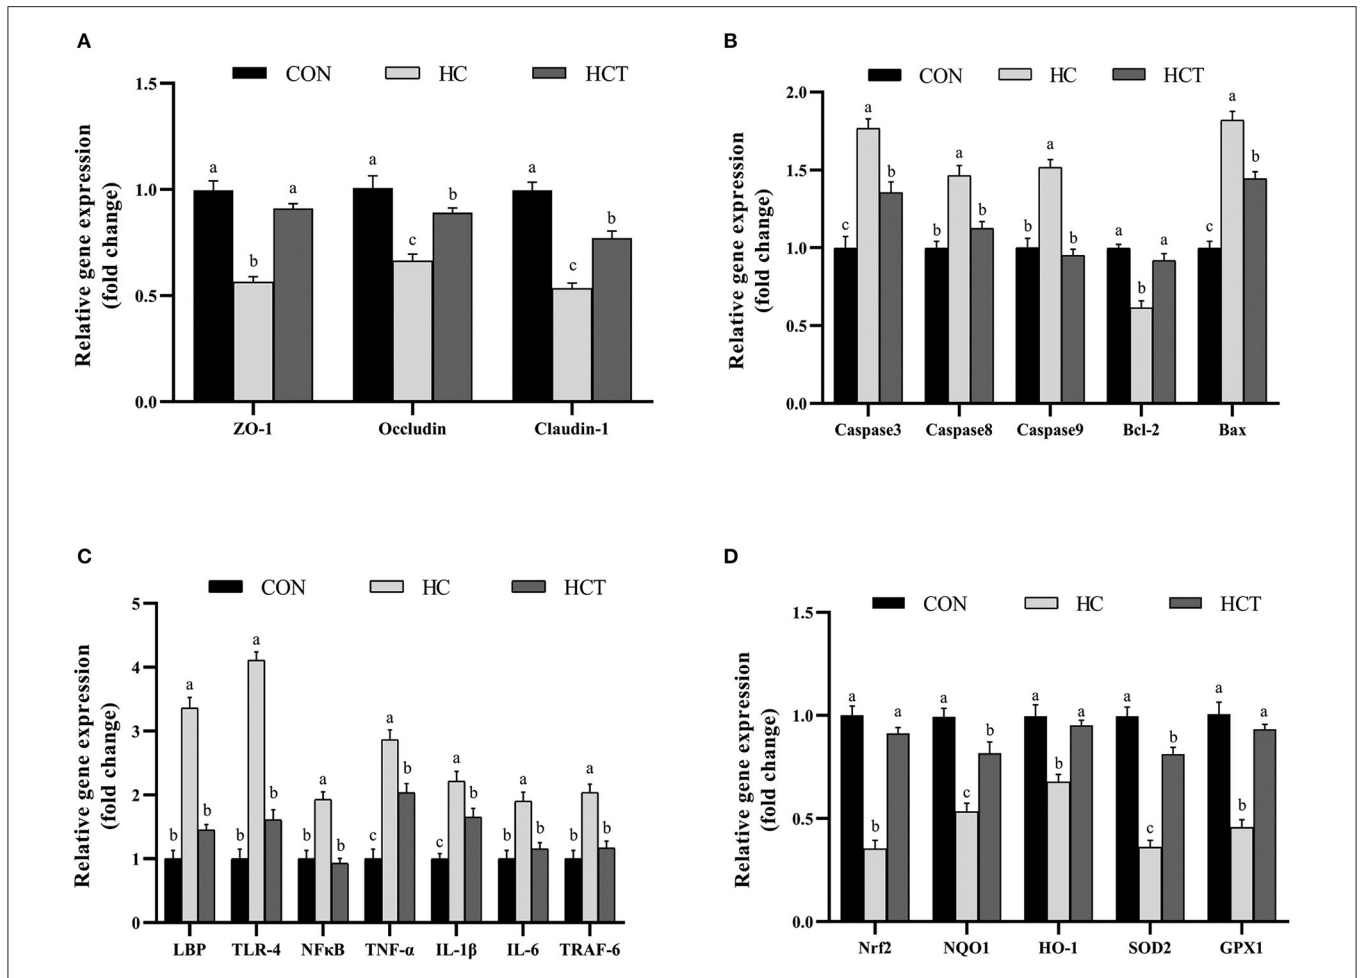 A
CON HC HCT
Relative gene expression
(fold change)
1.5
1.0
0.5
0.0
a b a
a c b
a c b
ZO-1 Occludin Claudin-1
B
CON HC HCT
Relative gene expression
(fold change)
2.0
1.5
1.0
0.5
0.0
c a b
b a b
b a b
a b a
c a b
Caspase3 Caspase8 Caspase9 Bcl-2 Bax
C
CON HC HCT
Relative gene expression
(fold change)
5
4
3
2
1
0
b a b
b a b
b a b
c a b
c a b
b a b
b a b
LBP TLR-4 NFκB TNF-α IL-1β IL-6 TRAF-6
D
CON HC HCT
Relative gene expression
(fold change)
1.5
1.0
0.5
0.0
a b a
a c b
a b a
a c b
a b a
Nrf2 NQO1 HO-1 SOD2 GPX1